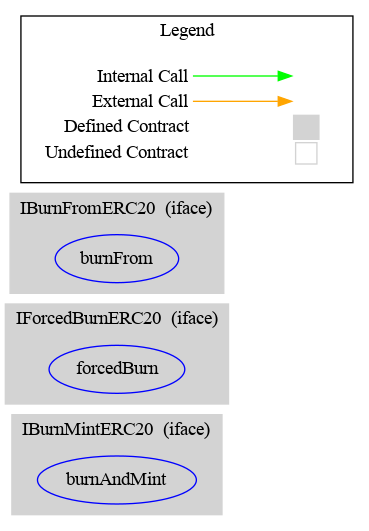 Legend
Internal Call
External Call
Defined Contract
Undefined Contract
IBurnFromERC20 (iface)
burnFrom
IForcedBurnERC20 (iface)
forcedBurn
IBurnMintERC20 (iface)
burnAndMint